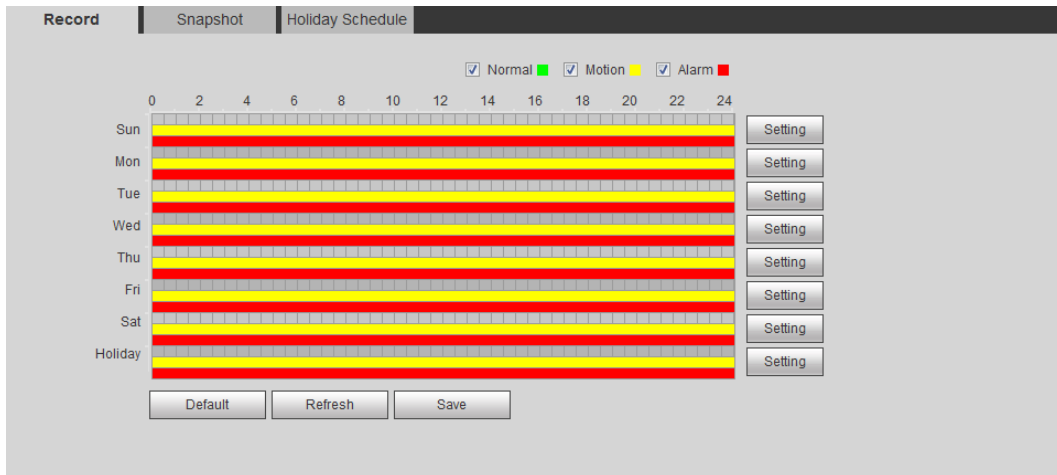 Record Snapshot Holiday Schedule
Normal Motion Alarm
0 2 4 6 8 10 12 14 16 18 20 22 24
Sun Setting
Mon Setting
Tue Setting
Wed Setting
Thu Setting
Fri Setting
Sat Setting
Holiday Setting
Default Refresh Save